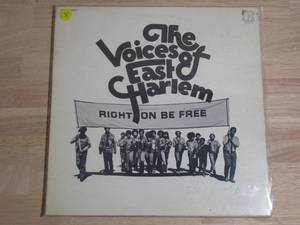 The
Voices of
East
Harlem
RIGHT ON BE FREE